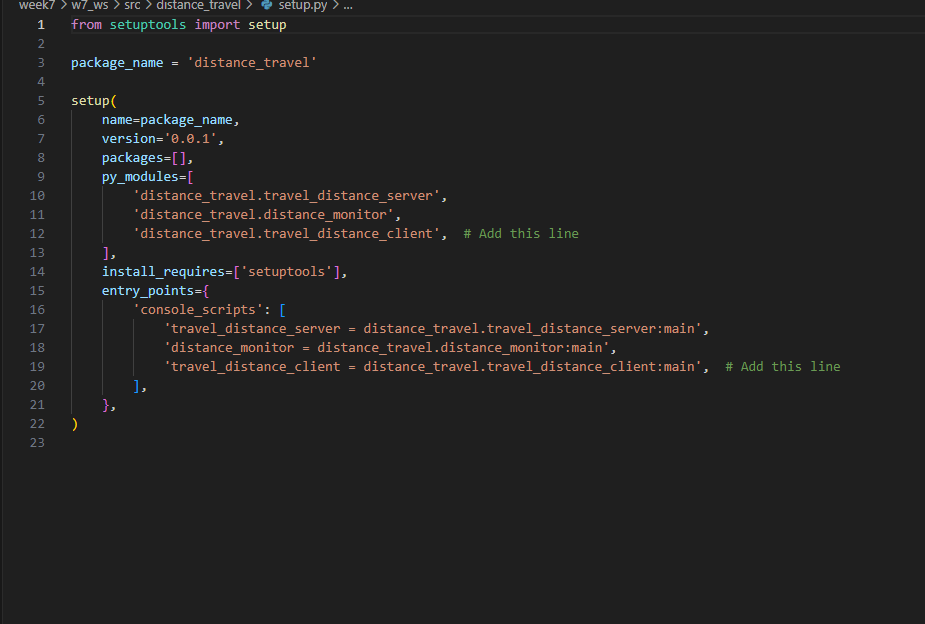 week7 > w7_ws > src > distance_travel > setup.py > ...
1 from setuptools import setup
2
3 package_name = 'distance_travel'
4
5 setup(
6     name=package_name,
7     version='0.0.1',
8     packages=[],
9     py_modules=[
10         'distance_travel.travel_distance_server',
11         'distance_travel.distance_monitor',
12         'distance_travel.travel_distance_client',  # Add this line
13     ],
14     install_requires=['setuptools'],
15     entry_points={
16         'console_scripts': [
17             'travel_distance_server = distance_travel.travel_distance_server:main',
18             'distance_monitor = distance_travel.distance_monitor:main',
19             'travel_distance_client = distance_travel.travel_distance_client:main',  # Add this line
20         ],
21     },
22 )
23